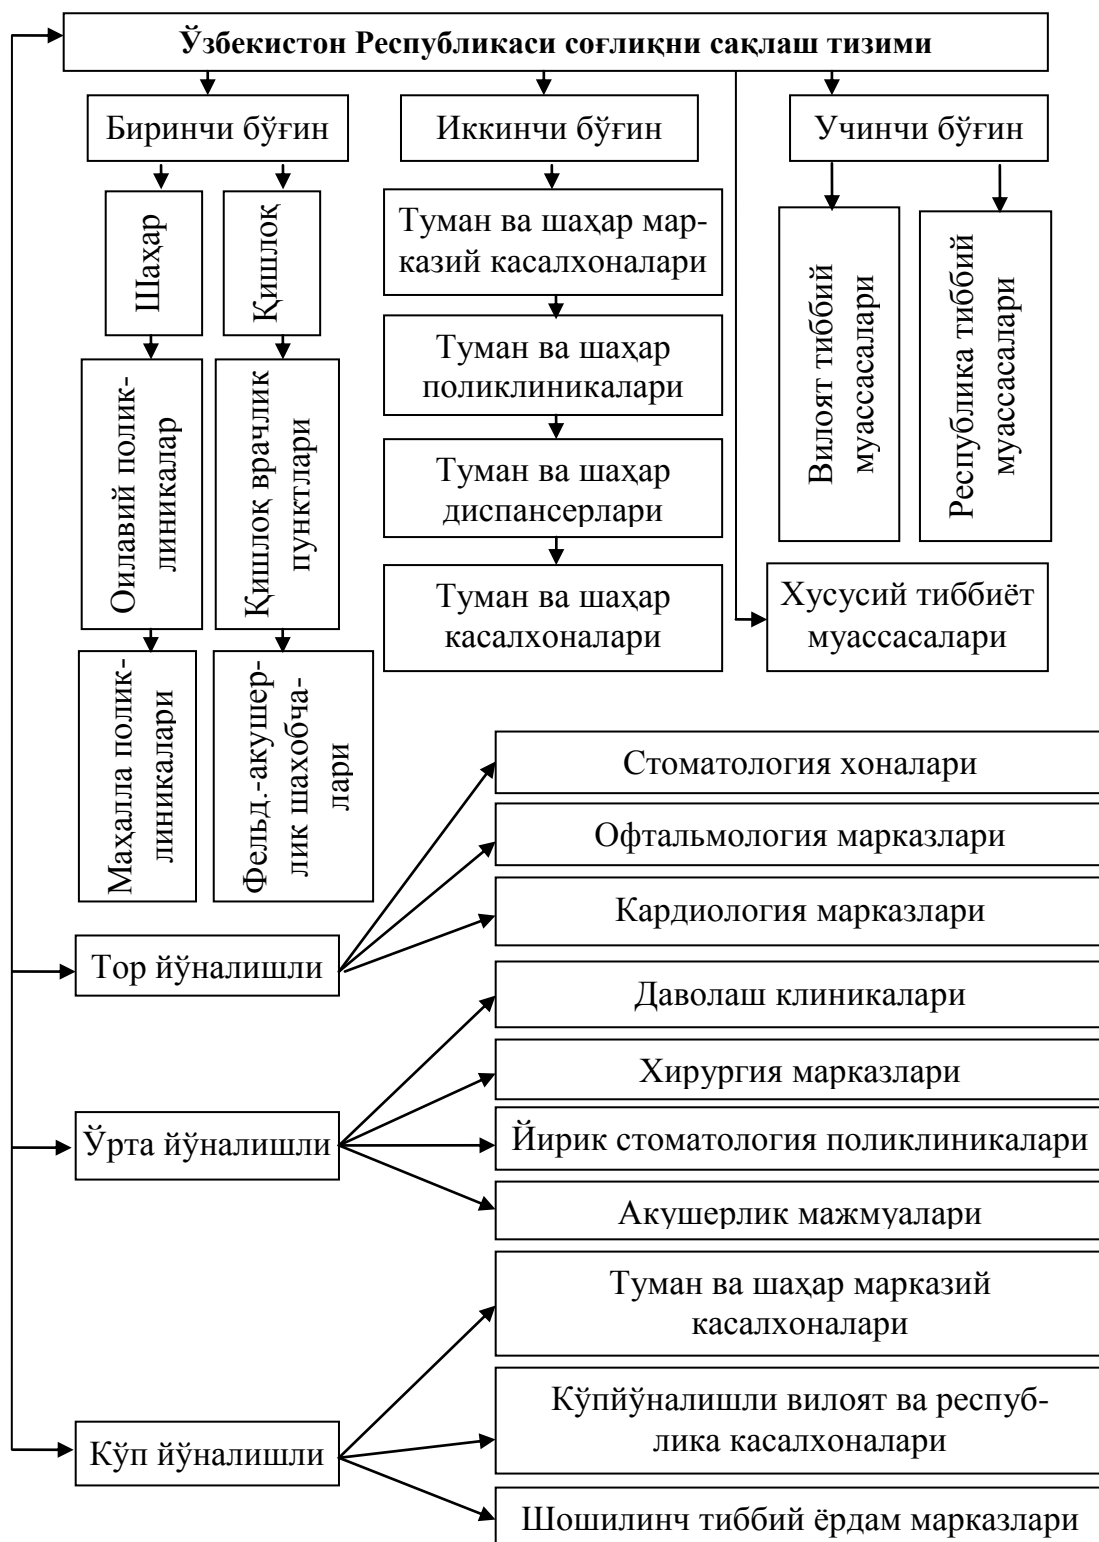 Ўзбекистон Республикаси соғлиқни сақлаш тизими
Биринчи бўғин
Иккинчи бўғин
Учинчи бўғин
Шаҳар
Қишлоқ
Туман ва шаҳар мар-
казий касалхоналари
Вилоят тиббий
муассасалари
Республика тиббий
муассасалари
Оилавий полик-
линикалар
Қишлоқ врачлик
пунктлари
Туман ва шаҳар
поликлиникалари
Туман ва шаҳар
диспансерлари
Туман ва шаҳар
касалхоналари
Хусусий тиббиёт
муассасалари
Маҳалла полик-
линикалари
Фельд.-акушер-
лик шахобча-
лари
Стоматология хоналари
Офтальмология марказлари
Кардиология марказлари
Тор йўналишли
Даволаш клиникалари
Хирургия марказлари
Ўрта йўналишли
Йирик стоматология поликлиникалари
Акушерлик мажмуалари
Туман ва шаҳар марказий
касалхоналари
Кўп йўналишли
Кўпйўналишли вилоят ва респуб-
лика касалхоналари
Шошилинч тиббий ёрдам марказлари